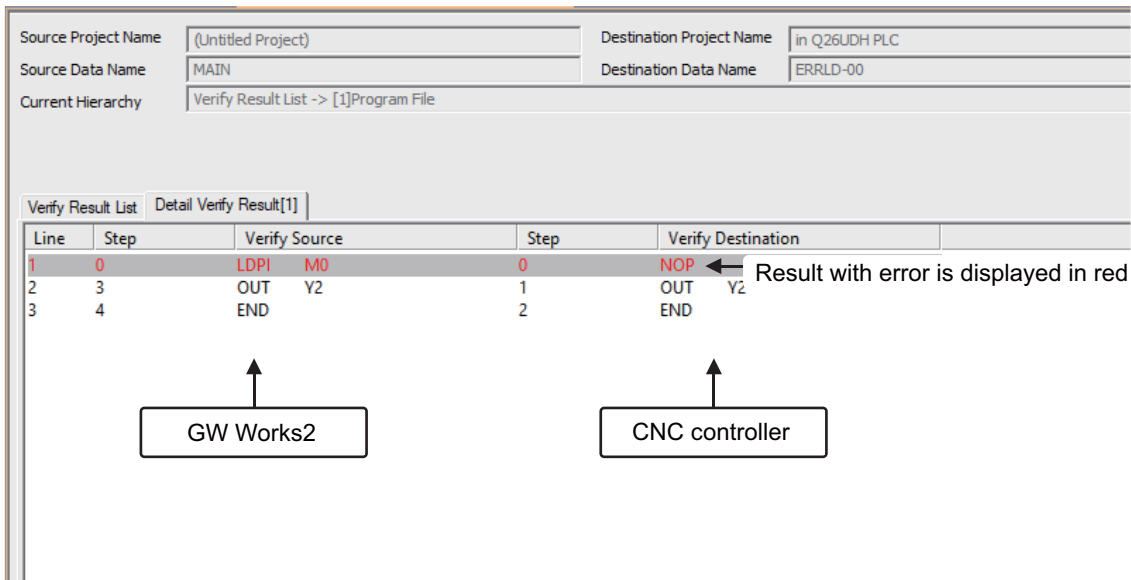 Source Project Name (Untitled Project) Destination Project Name in Q26UDH PLC
Source Data Name MAIN Destination Data Name ERRLD-00
Current Hierarchy Verify Result List -> [1]Program File
Verify Result List Detail Verify Result[1]
Line Step Verify Source Step Verify Destination
1 0 LDPI M0 0 NOP Result with error is displayed in red
2 3 OUT Y2 1 OUT Y2
3 4 END 2 END
GW Works2 CNC controller